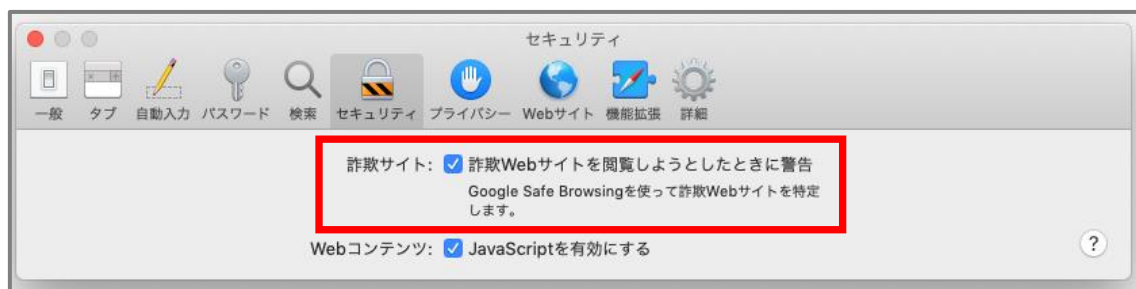 セキュリティ
一般 タブ 自動入力 パスワード 検索 セキュリティ プライバシー Webサイト 機能拡張 詳細
詐欺サイト: 詐欺Webサイトを閲覧しようとしたときに警告
Google Safe Browsingを使って詐欺Webサイトを特定
します。
Webコンテンツ: JavaScriptを有効にする
?